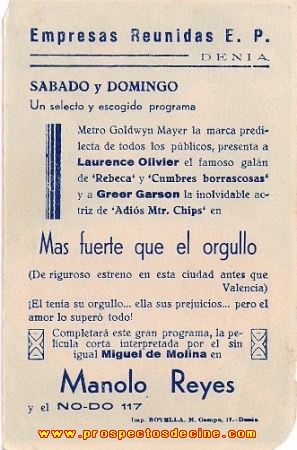 Empresas Reunidas E. P.
DENIA
SABADO y DOMINGO
Un selecto y escogido programa
Metro Goldwyn Mayer la marca predi-
lecta de todos los públicos, presenta a
Laurence Olivier el famoso galán
de 'Rebeca' y 'Cumbres borrascosas'
y a Greer Garson la inolvidable ac-
triz de 'Adiós Mtr. Chips' en
Mas fuerte que el orgullo
(De riguroso estreno en esta ciudad antes que
Valencia)
¡El tenia su orgullo... ella sus prejuicios... pero el
amor lo superó todo!
Completará este gran programa, la pe-
lícula corta interpretada por el sin
igual Miguel de Molina en
Manolo Reyes
y el NO-DO 117
Imp. BOTELLA, M. Campo, 17.-Denia
www.prospectosdecine.com